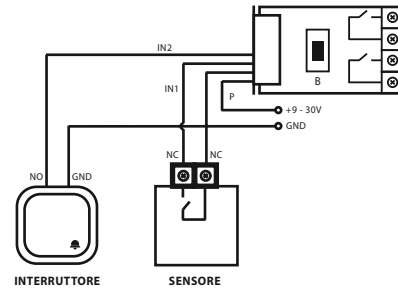 IN2
B
IN1
P
+9 - 30V
GND
NC NC
NO GND
INTERRUTTORE SENSORE